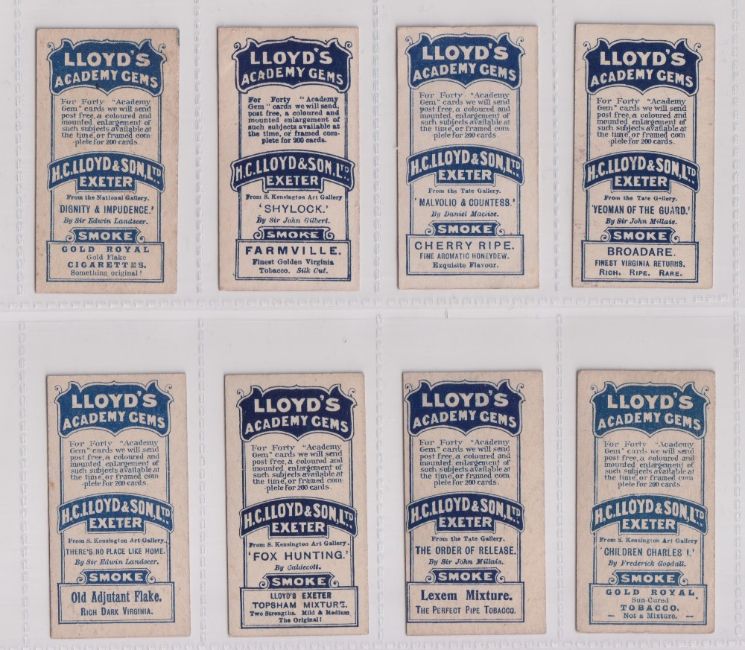 LLOYD'S
ACADEMY GEMS
For Forty "Academy
Gem" cards we will send,
post free, a coloured and
mounted enlargement of
such subjects available at
the time, or framed com
-plete for 200 cards.
H.C. LLOYD & SON, LTD
EXETER
From the National Gallery.
DIGNITY & IMPUDENCE.'
By Sir Edwin Landseer.
SMOKE
GOLD ROYAL
Gold Flake
CIGARETTES.
Something original!
LLOYD'S
ACADEMY GEMS
For Forty "Academy
Gem" cards we will send,
post free, a coloured and
mounted enlargement of
such subjects available at
the time, or framed com-
plete for 200 cards.
H.C. LLOYD & SON, LTD
EXETER
From S. Kensington Art Gallery
'SHYLOCK.'
By Sir John Gilbert.
SMOKE
FARMVILLE.
Finest Golden Virginia
Tobacco. Silk Cut.
LLOYD'S
ACADEMY GEMS
For Forty "Academy
Gem" cards we will send,
post free, a coloured and
mounted enlargement of
such subjects available at
the time, or framed com
-plete for 200 cards.
H.C. LLOYD & SON, LTD
EXETER
From the Tate Gallery.
'MALVOLIO & COUNTESS.'
By Daniel Maclise.
SMOKE
CHERRY RIPE.
FINE AROMATIC HONEYDEW.
Exquisite Flavour.
LLOYD'S
ACADEMY GEMS
For Forty "Academy
Gem" cards we will send,
post free, a coloured and
mounted enlargement of
such subjects available at
the time, or framed com
-plete for 200 cards.
H.C. LLOYD & SON, LTD
EXETER
From the Tate Gallery.
'YEOMAN OF THE GUARD.'
By Sir John Millais.
SMOKE
BROADARE.
FINEST VIRGINIA RETURNS.
RICH. RIPE. RARE.
LLOYD'S
ACADEMY GEMS
For Forty "Academy
Gem" cards we will send
post free, a coloured and
mounted enlargement of
such subjects available at
the time, or framed com
-plete for 200 cards.
H.C. LLOYD & SON, LTD
EXETER
From S. Kensington Art Gallery.
THERE'S NO PLACE LIKE HOME.
By Sir Edwin Landseer.
SMOKE
Old Adjutant Flake.
RICH DARK VIRGINIA.
LLOYD'S
ACADEMY GEMS
For Forty "Academy
Gem" cards we will send
post free, a coloured and
mounted enlargement of
such subjects available at
the time, or framed com
-plete for 200 cards.
H.C. LLOYD & SON, LTD
EXETER
From S. Kensington Art Gallery
'FOX HUNTING.'
By Caldecott.
SMOKE
LLOYD'S EXETER
TOPSHAM MIXTURE.
Two Strengths. Mild & Medium
The Original!
LLOYD'S
ACADEMY GEMS
For Forty "Academy
Gem" cards we will send
post free, a coloured and
mounted enlargement of
such subjects available at
the time, or framed com
-plete for 200 cards.
H.C. LLOYD & SON, LTD
EXETER
From the Tate Gallery.
THE ORDER OF RELEASE.
By Sir John Millais.
SMOKE
Lexem Mixture.
THE PERFECT PIPE TOBACCO.
LLOYD'S
ACADEMY GEMS
For Forty "Academy
Gem" cards we will send
post free, a coloured and
mounted enlargement of
such subjects available at
the time, or framed com
-plete for 200 cards.
H.C. LLOYD & SON, LTD
EXETER
From S. Kensington Art Gallery.
'CHILDREN CHARLES I.'
By Frederick Goodall.
SMOKE
GOLD ROYAL
Sun-Cured
TOBACCO.
— Not a Mixture. —